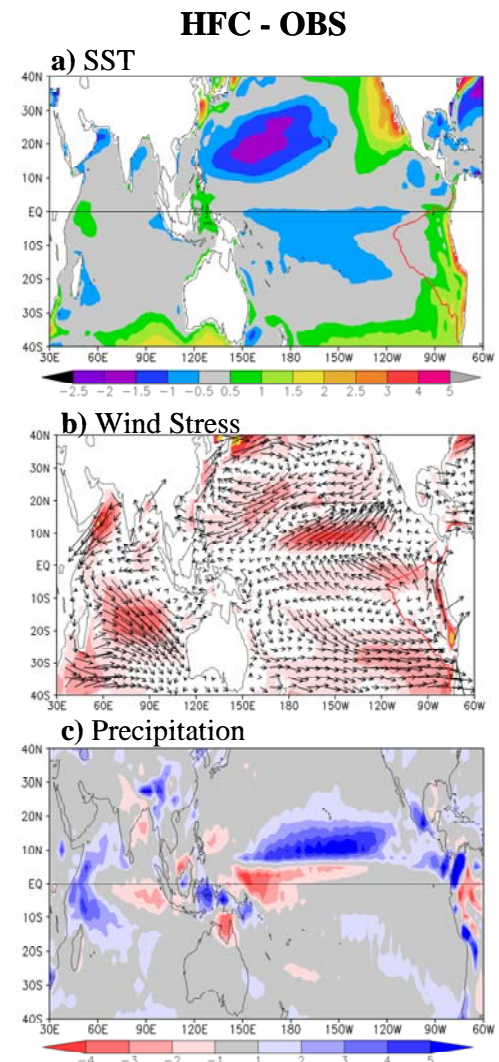 HFC - OBS
a) SST
40N
30N
20N
10N
EQ
10S
20S
30S
40S
30E 60E 90E 120E 150E 180 150W 120W 90W 60W
-2.5 -2 -1.5 -1 -0.5 0.5 1 1.5 2 2.5 3 4 5
b) Wind Stress
40N
30N
20N
10N
EQ
10S
20S
30S
40S
30E 60E 90E 120E 150E 180 150W 120W 90W 60W
c) Precipitation
40N
30N
20N
10N
EQ
10S
20S
30S
40S
30E 60E 90E 120E 150E 180 150W 120W 90W 60W
-4 -3 -2 -1 1 2 3 4 5